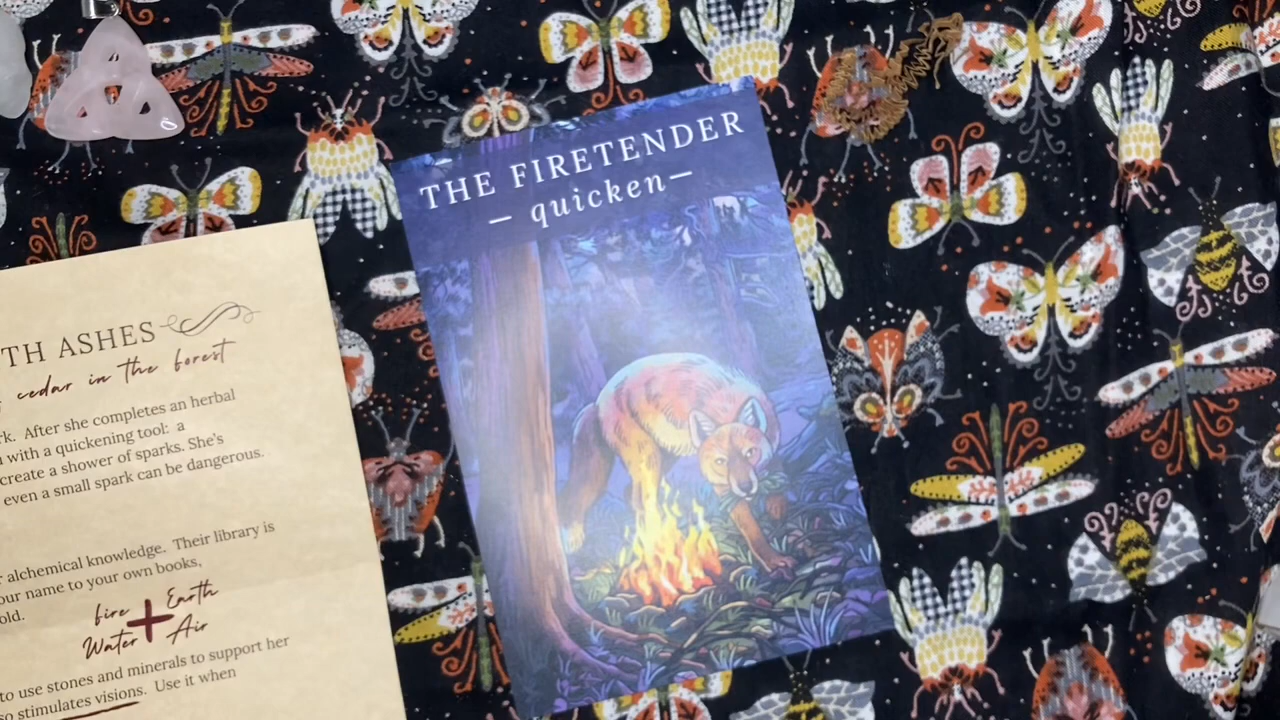 TH ASHES
cedar in the forest
rk. After she completes an herbal
with a quickening tool: a
create a shower of sparks. She's
even a small spark can be dangerous.
alchemical knowledge. Their library is
our name to your own books,
old.
fire + Earth
Water Air
to use stones and minerals to support her
so stimulates visions. Use it when
THE FIRETENDER
– quicken –